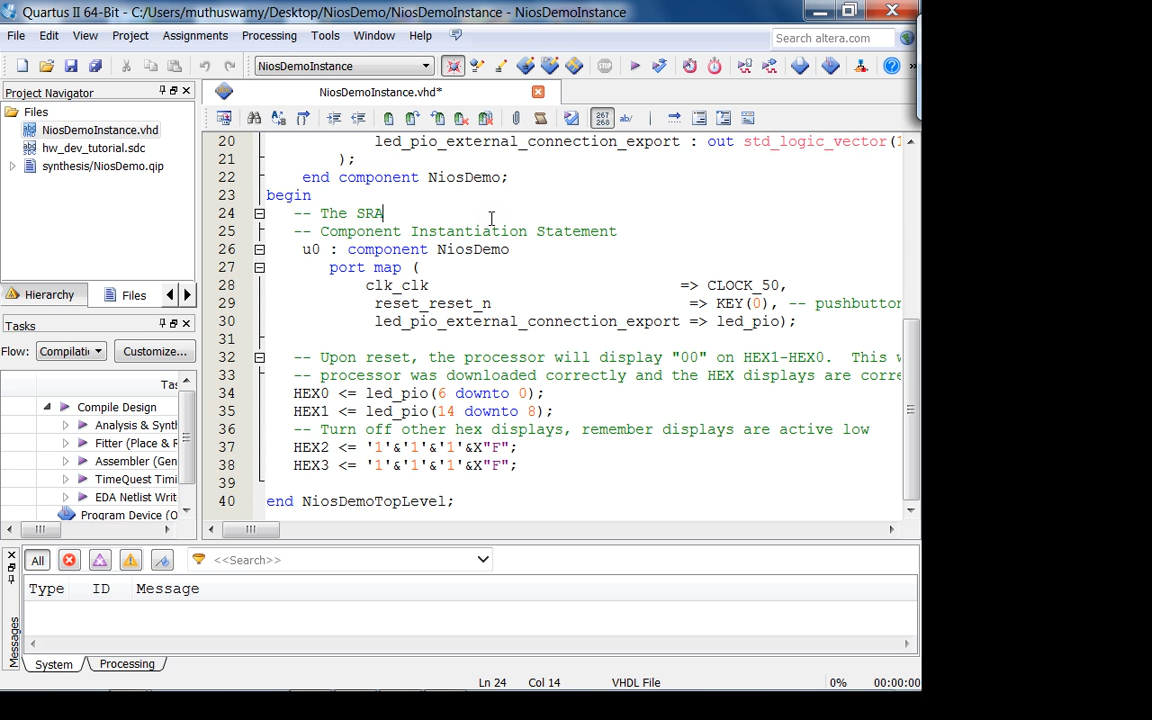 Quartus II 64-Bit - C:/Users/muthuswamy/Desktop/NiosDemo/NiosDemoInstance - NiosDemoInstance
File Edit View Project Assignments Processing Tools Window Help
Search altera.com
NiosDemoInstance
Project Navigator
NiosDemoInstance.vhd*
Files
NiosDemoInstance.vhd
hw_dev_tutorial.sdc
synthesis/NiosDemo.qip
Hierarchy Files
Tasks
Flow: Compilati Customize...
Tas
Compile Design
Analysis & Synth
Fitter (Place & R
Assembler (Gen
TimeQuest Timi
EDA Netlist Writ
Program Device (O
267
268
ab/
20 led_pio_external_connection_export : out std_logic_vector(1
21 );
22 end component NiosDemo;
23 begin
24 -- The SRA
25 -- Component Instantiation Statement
26 u0 : component NiosDemo
27 port map (
28 clk_clk => CLOCK_50,
29 reset_reset_n => KEY(0), -- pushbutton
30 led_pio_external_connection_export => led_pio);
31
32 -- Upon reset, the processor will display "00" on HEX1-HEX0. This w
33 -- processor was downloaded correctly and the HEX displays are corre
34 HEX0 <= led_pio(6 downto 0);
35 HEX1 <= led_pio(14 downto 8);
36 -- Turn off other hex displays, remember displays are active low
37 HEX2 <= '1'&'1'&'1'&X"F";
38 HEX3 <= '1'&'1'&'1'&X"F";
39
40 end NiosDemoTopLevel;
All <<Search>>
Type ID Message
Messages
System Processing
Ln 24 Col 14 VHDL File 0% 00:00:00